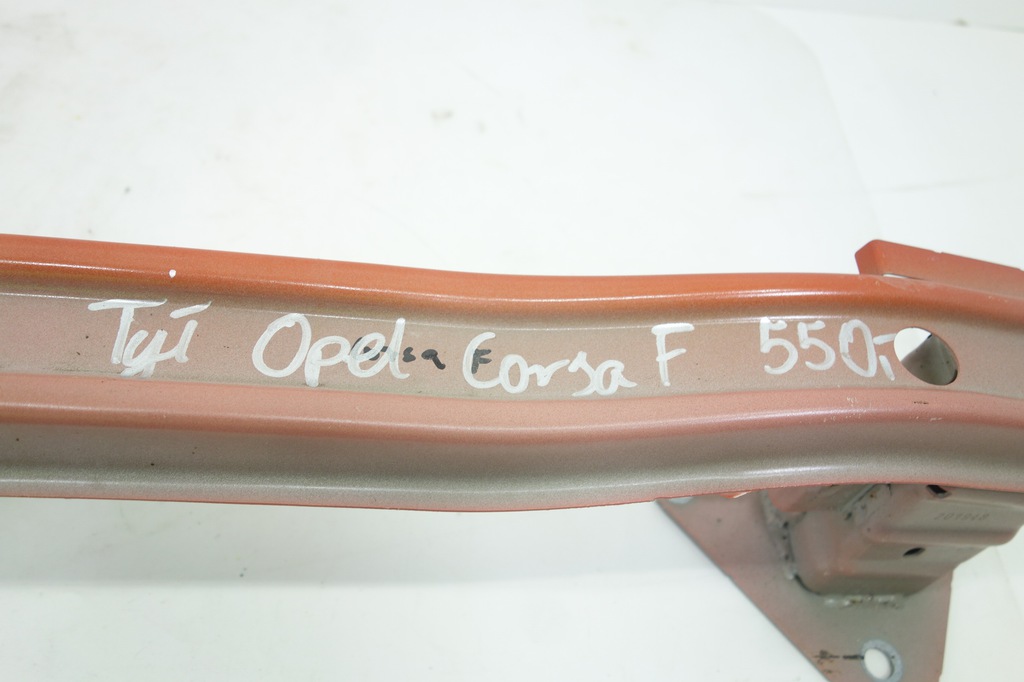 Tył Opel Corsa F 550,-